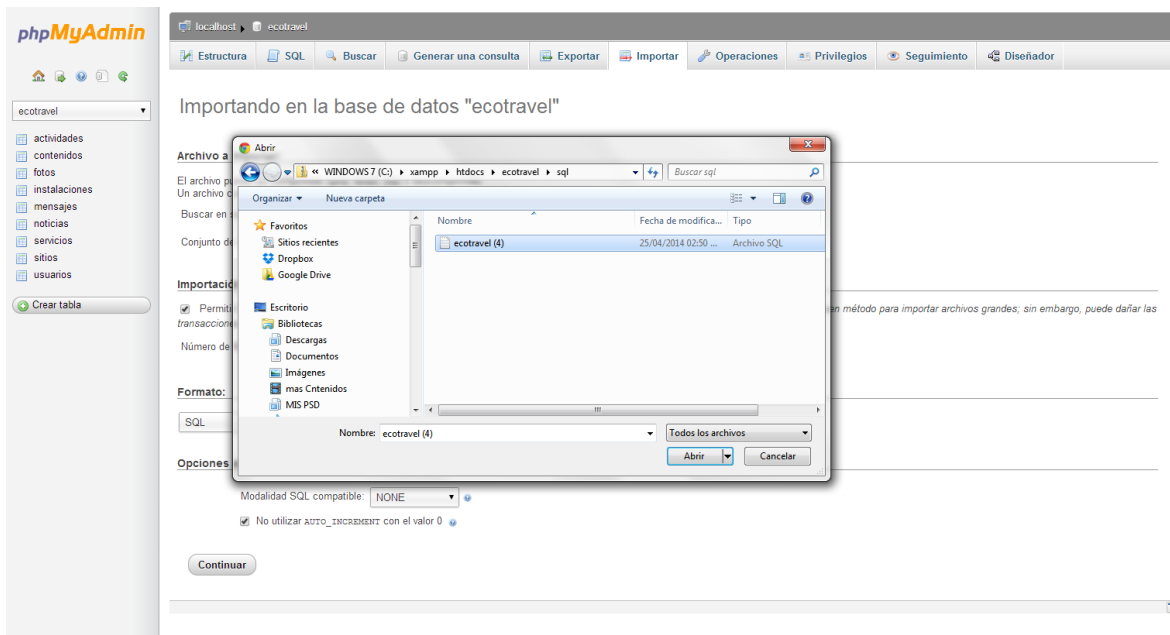 phpMyAdmin
localhost ▸ ecotravel
Estructura SQL Buscar Generar una consulta Exportar Importar Operaciones Privilegios Seguimiento Diseñador
ecotravel
actividades
contenidos
fotos
instalaciones
mensajes
noticias
servicios
sitios
usuarios
Crear tabla
Importando en la base de datos "ecotravel"
Archivo a
El archivo
Un archivo
Buscar en
Conjunto de
Importació
Permiti
én método para importar archivos grandes; sin embargo, puede dañar las
transaccione
Número de
Formato:
SQL
Opciones
Modalidad SQL compatible: NONE
No utilizar AUTO_INCREMENT con el valor 0
Continuar
Abrir
« WINDOWS 7 (C:) ▸ xampp ▸ htdocs ▸ ecotravel ▸ sql
Buscar sql
Organizar Nueva carpeta
Favoritos
Sitios recientes
Dropbox
Google Drive
Escritorio
Bibliotecas
Descargas
Documentos
Imágenes
mas Cntenidos
MIS PSD
Nombre Fecha de modifica... Tipo
ecotravel (4) 25/04/2014 02:50 ... Archivo SQL
Nombre: ecotravel (4) Todos los archivos
Abrir Cancelar